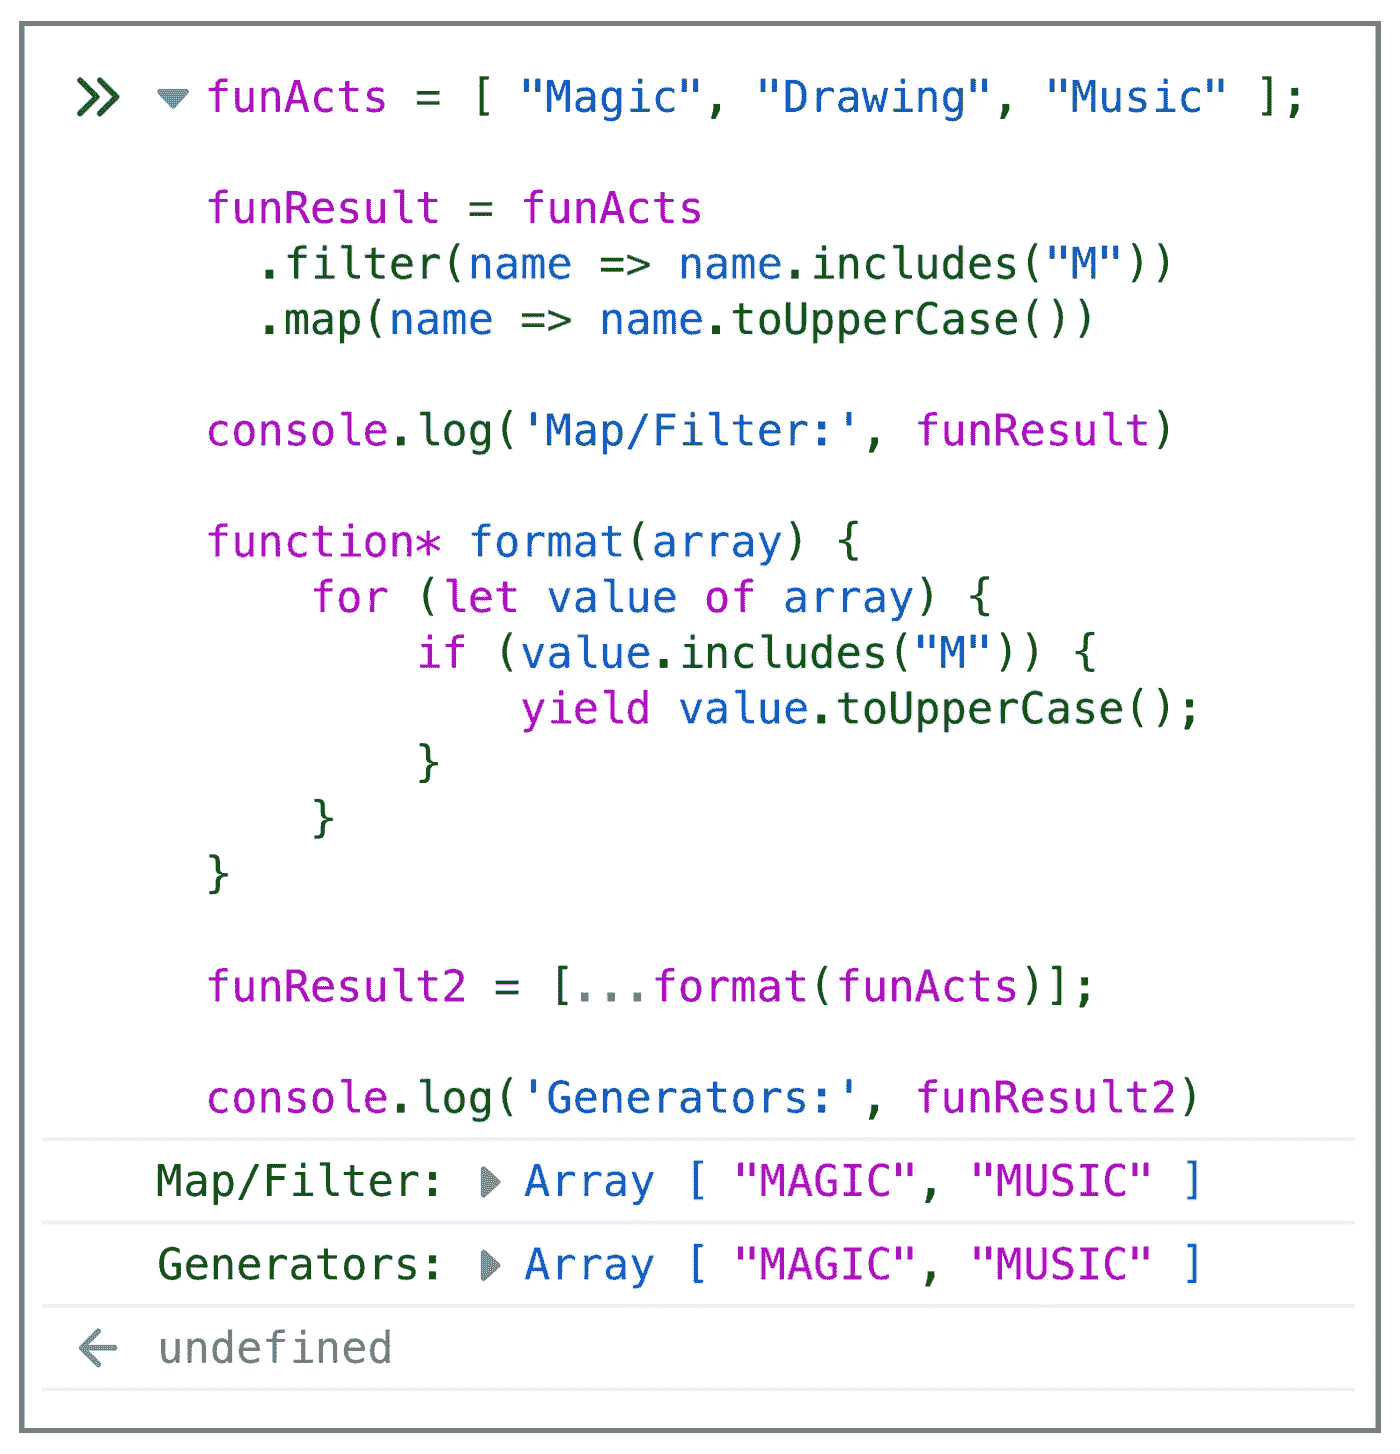 funActs = [ "Magic", "Drawing", "Music" ];
funResult = funActs
.filter(name => name.includes("M"))
.map(name => name.toUpperCase())
console.log('Map/Filter:', funResult)
function* format(array) {
for (let value of array) {
if (value.includes("M")) {
yield value.toUpperCase();
}
}
}
funResult2 = [...format(funActs)];
console.log('Generators:', funResult2)
Map/Filter: Array [ "MAGIC", "MUSIC" ]
Generators: Array [ "MAGIC", "MUSIC" ]
undefined